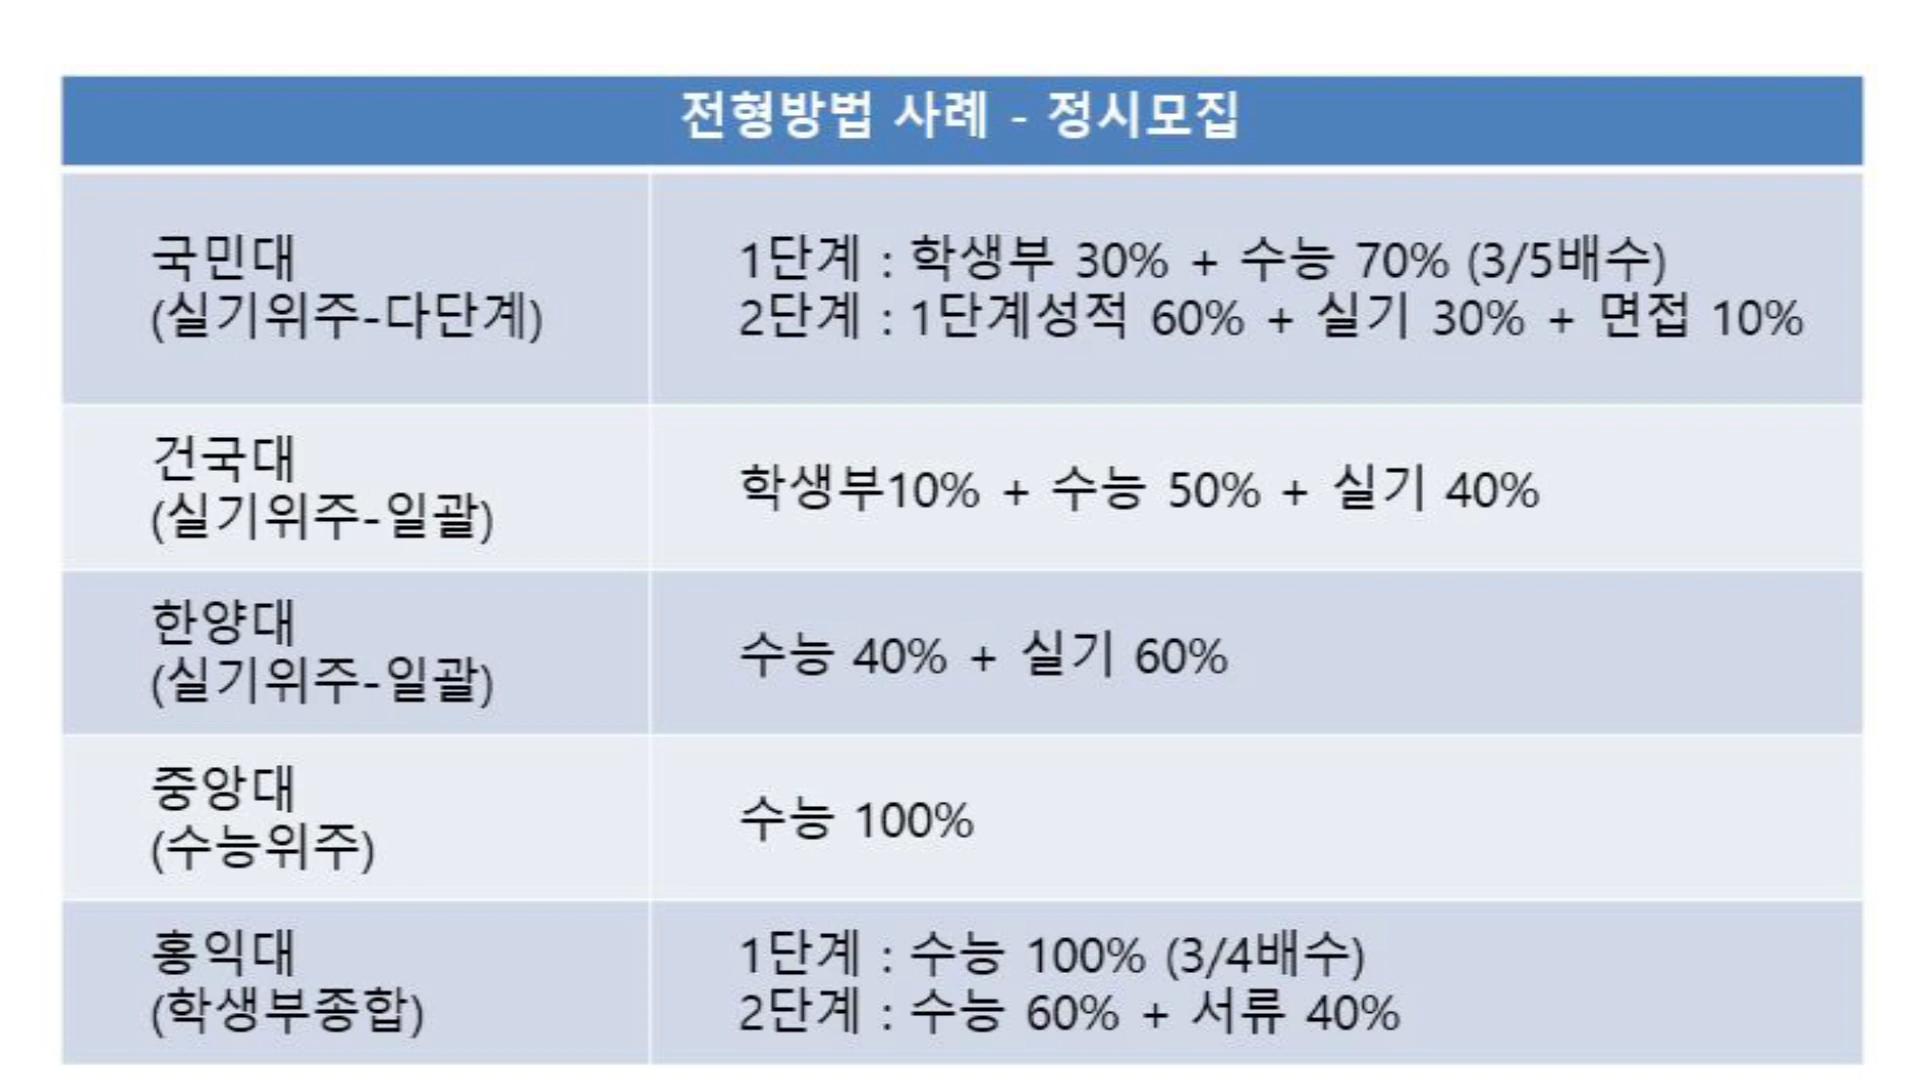 전형방법 사례 - 정시모집
국민대
(실기위주-다단계)
1단계 : 학생부 30% + 수능 70% (3/5배수)
2단계 : 1단계성적 60% + 실기 30% + 면접 10%
건국대
(실기위주-일괄)
학생부10% + 수능 50% + 실기 40%
한양대
(실기위주-일괄)
수능 40% + 실기 60%
중앙대
(수능위주)
수능 100%
홍익대
(학생부종합)
1단계 : 수능 100% (3/4배수)
2단계 : 수능 60% + 서류 40%